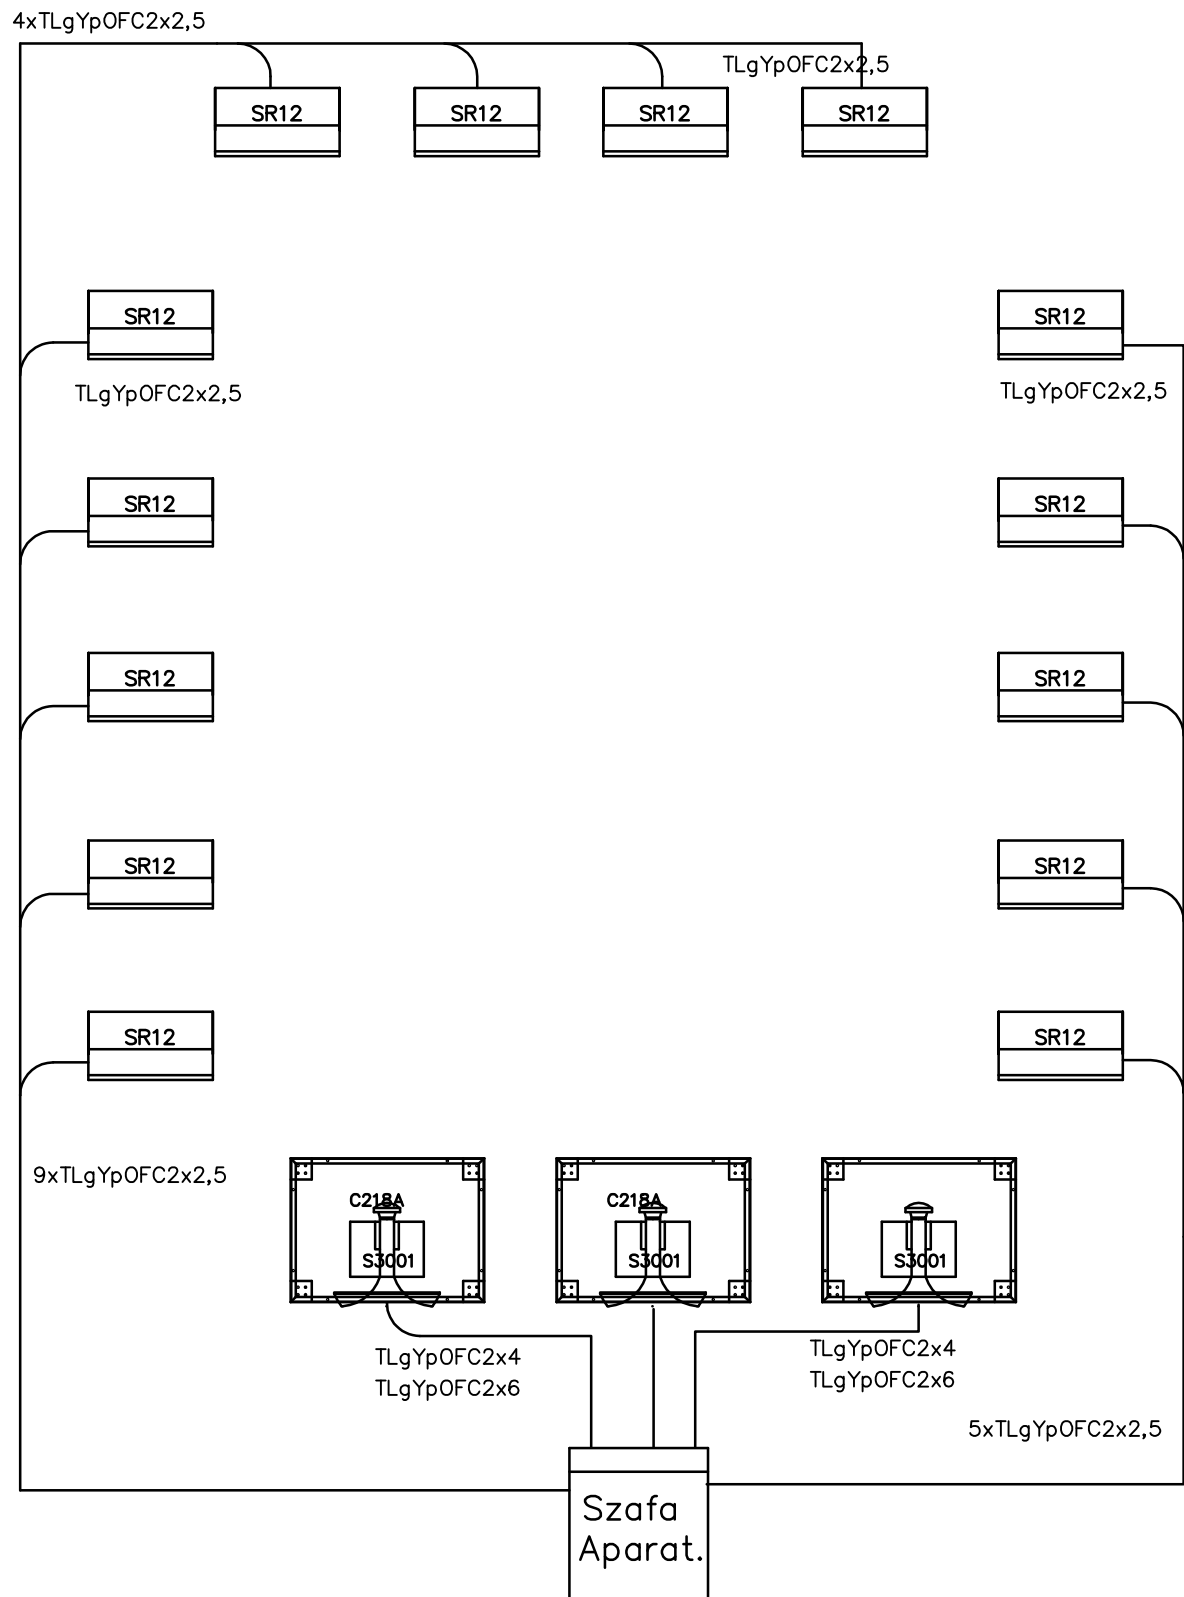 4xTLgYpOFC2x2,5
TLgYpOFC2x2,5
SR12
SR12
SR12
SR12
SR12
SR12
TLgYpOFC2x2,5
TLgYpOFC2x2,5
SR12
SR12
SR12
SR12
SR12
SR12
SR12
SR12
9xTLgYpOFC2x2,5
C218A
C218A
S3001
S3001
S3001
TLgYpOFC2x4
TLgYpOFC2x6
TLgYpOFC2x4
TLgYpOFC2x6
5xTLgYpOFC2x2,5
Szafa
Aparat.